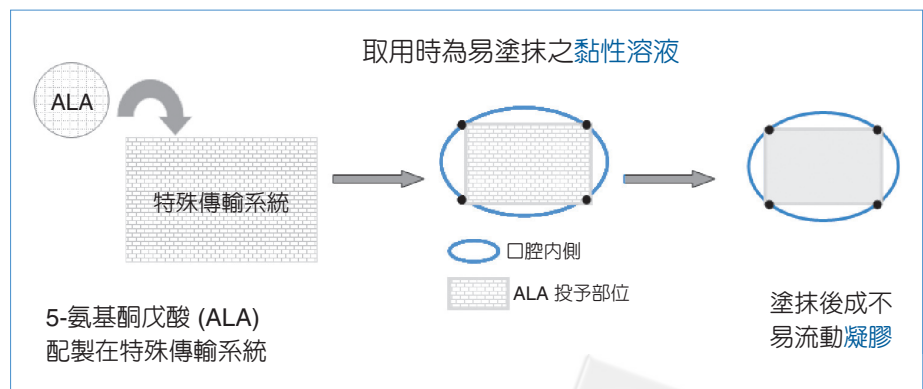 取用時為易塗抹之黏性溶液
ALA
特殊傳輸系統
口腔內側
ALA 投予部位
5-氨基酮戊酸 (ALA)
配製在特殊傳輸系統
塗抹後成不
易流動凝膠